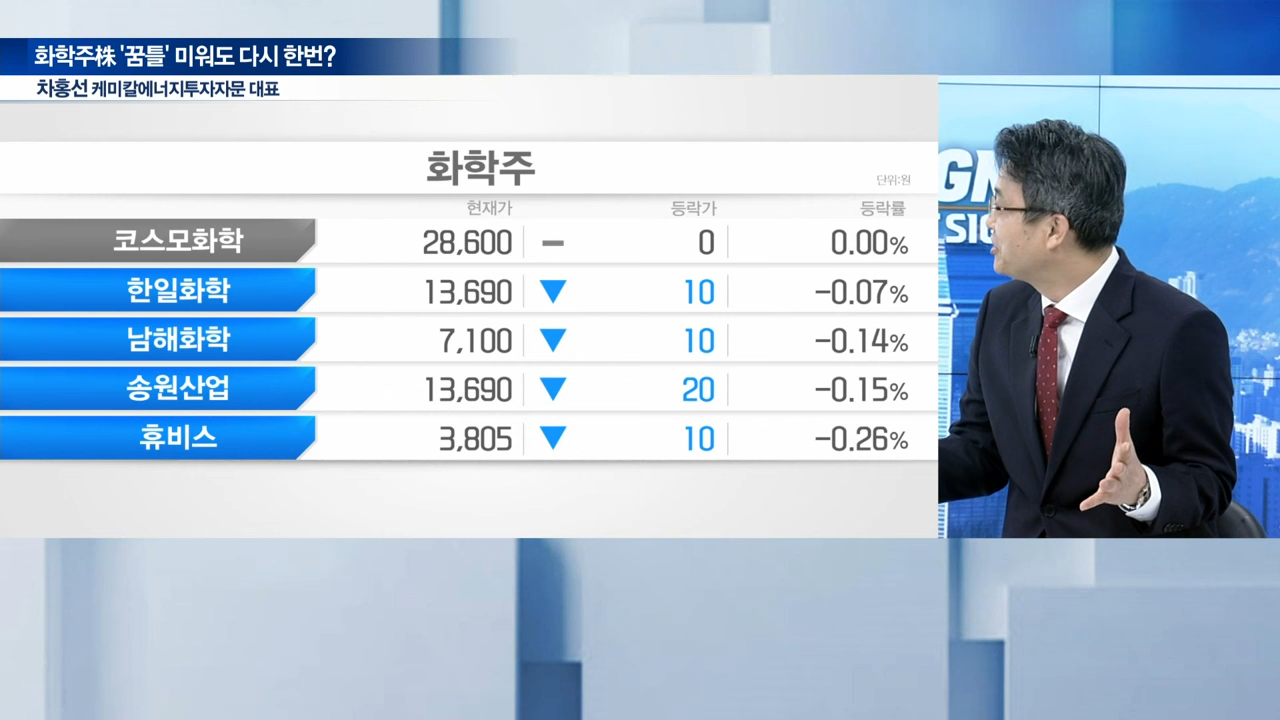 화학주株 '꿈틀' 미워도 다시 한번?
차홍선 케미칼에너지투자자문 대표
화학주
단위:원
현재가 등락가 등락률
코스모화학 28,600 – 0 0.00%
한일화학 13,690 ▼ 10 -0.07%
남해화학 7,100 ▼ 10 -0.14%
송원산업 13,690 ▼ 20 -0.15%
휴비스 3,805 ▼ 10 -0.26%